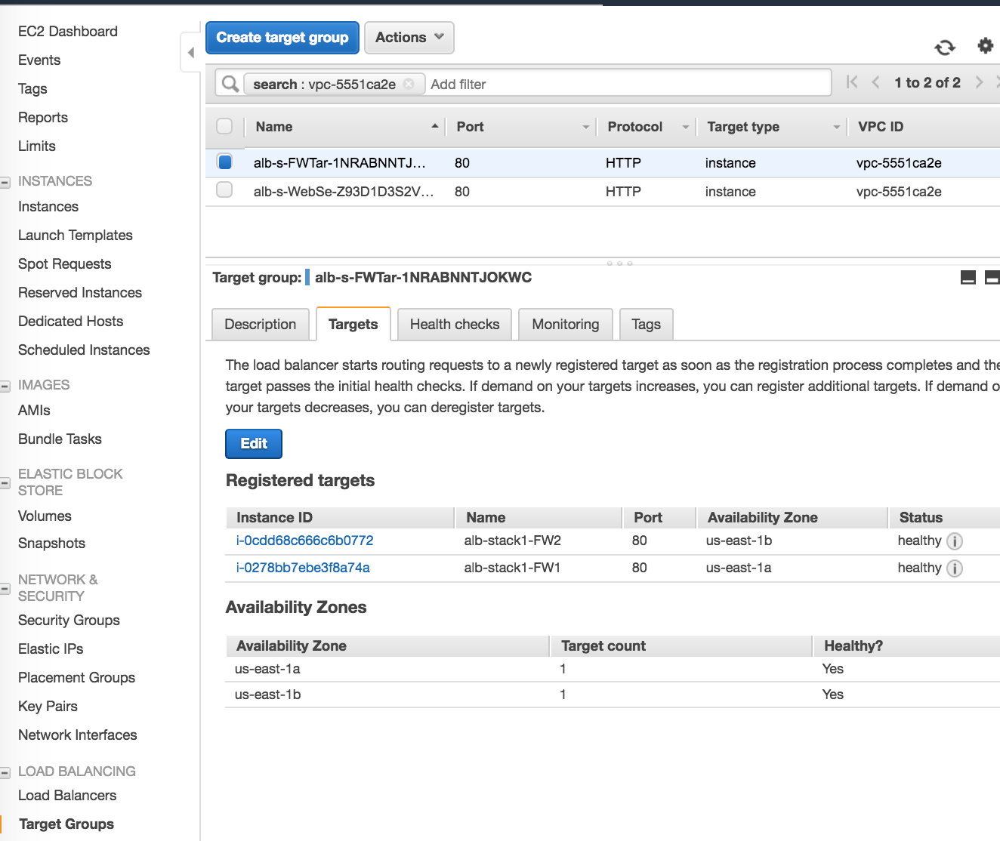 EC2 Dashboard
Events
Tags
Reports
Limits
INSTANCES
Instances
Launch Templates
Spot Requests
Reserved Instances
Dedicated Hosts
Scheduled Instances
IMAGES
AMIs
Bundle Tasks
ELASTIC BLOCK
STORE
Volumes
Snapshots
NETWORK &
SECURITY
Security Groups
Elastic IPs
Placement Groups
Key Pairs
Network Interfaces
LOAD BALANCING
Load Balancers
Target Groups
Create target group Actions
search : vpc-5551ca2e Add filter 1 to 2 of 2
Name Port Protocol Target type VPC ID
alb-s-FWTar-1NRABNNTJ... 80 HTTP instance vpc-5551ca2e
alb-s-WebSe-Z93D1D3S2V... 80 HTTP instance vpc-5551ca2e
Target group: alb-s-FWTar-1NRABNNTJOKWC
Description Targets Health checks Monitoring Tags
The load balancer starts routing requests to a newly registered target as soon as the registration process completes and the
target passes the initial health checks. If demand on your targets increases, you can register additional targets. If demand o
your targets decreases, you can deregister targets.
Edit
Registered targets
Instance ID Name Port Availability Zone Status
i-0cdd68c666c6b0772 alb-stack1-FW2 80 us-east-1b healthy i
i-0278bb7ebe3f8a74a alb-stack1-FW1 80 us-east-1a healthy i
Availability Zones
Availability Zone Target count Healthy?
us-east-1a 1 Yes
us-east-1b 1 Yes